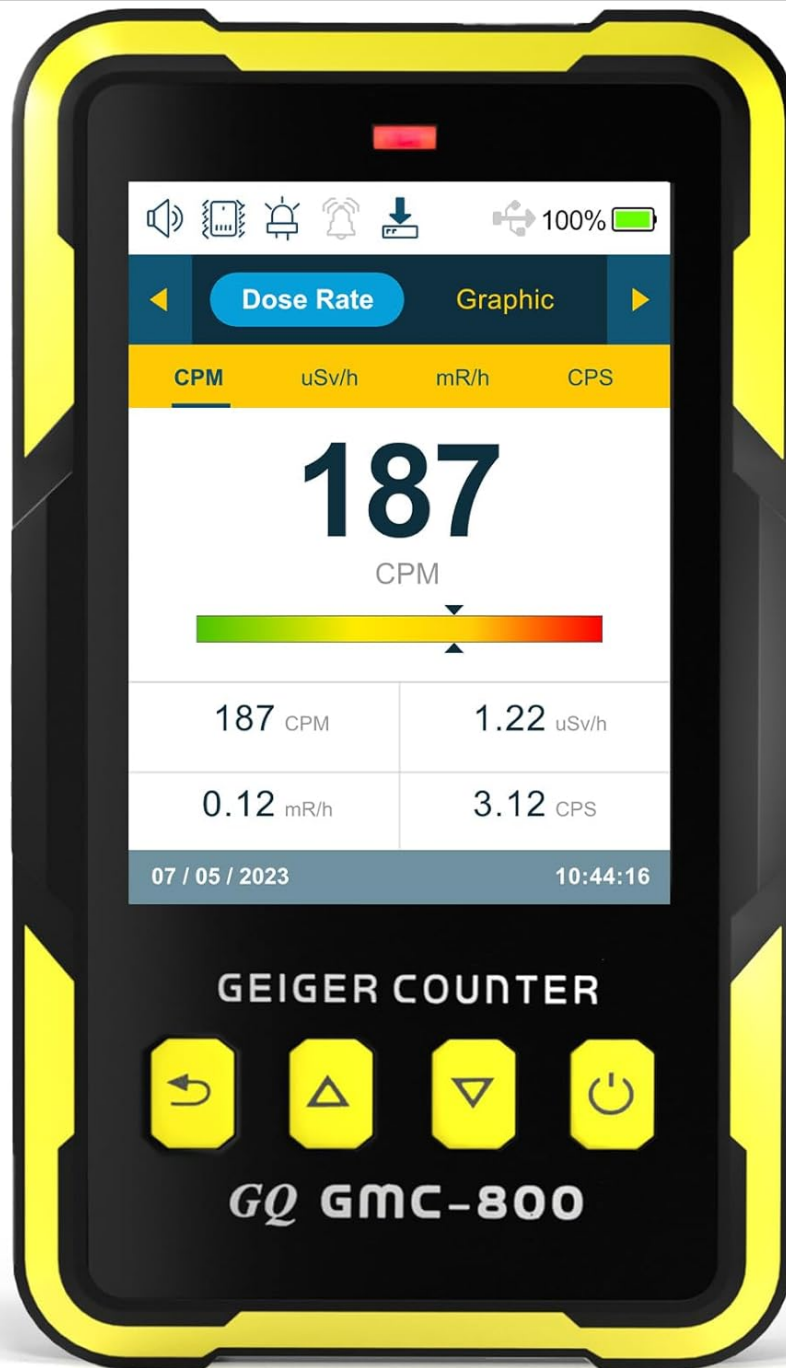 100%
Dose Rate Graphic
CPM uSv/h mR/h CPS
187
CPM
187 CPM 1.22 uSv/h
0.12 mR/h 3.12 CPS
07 / 05 / 2023 10:44:16
GEIGER COUNTER
GQ GMC-800